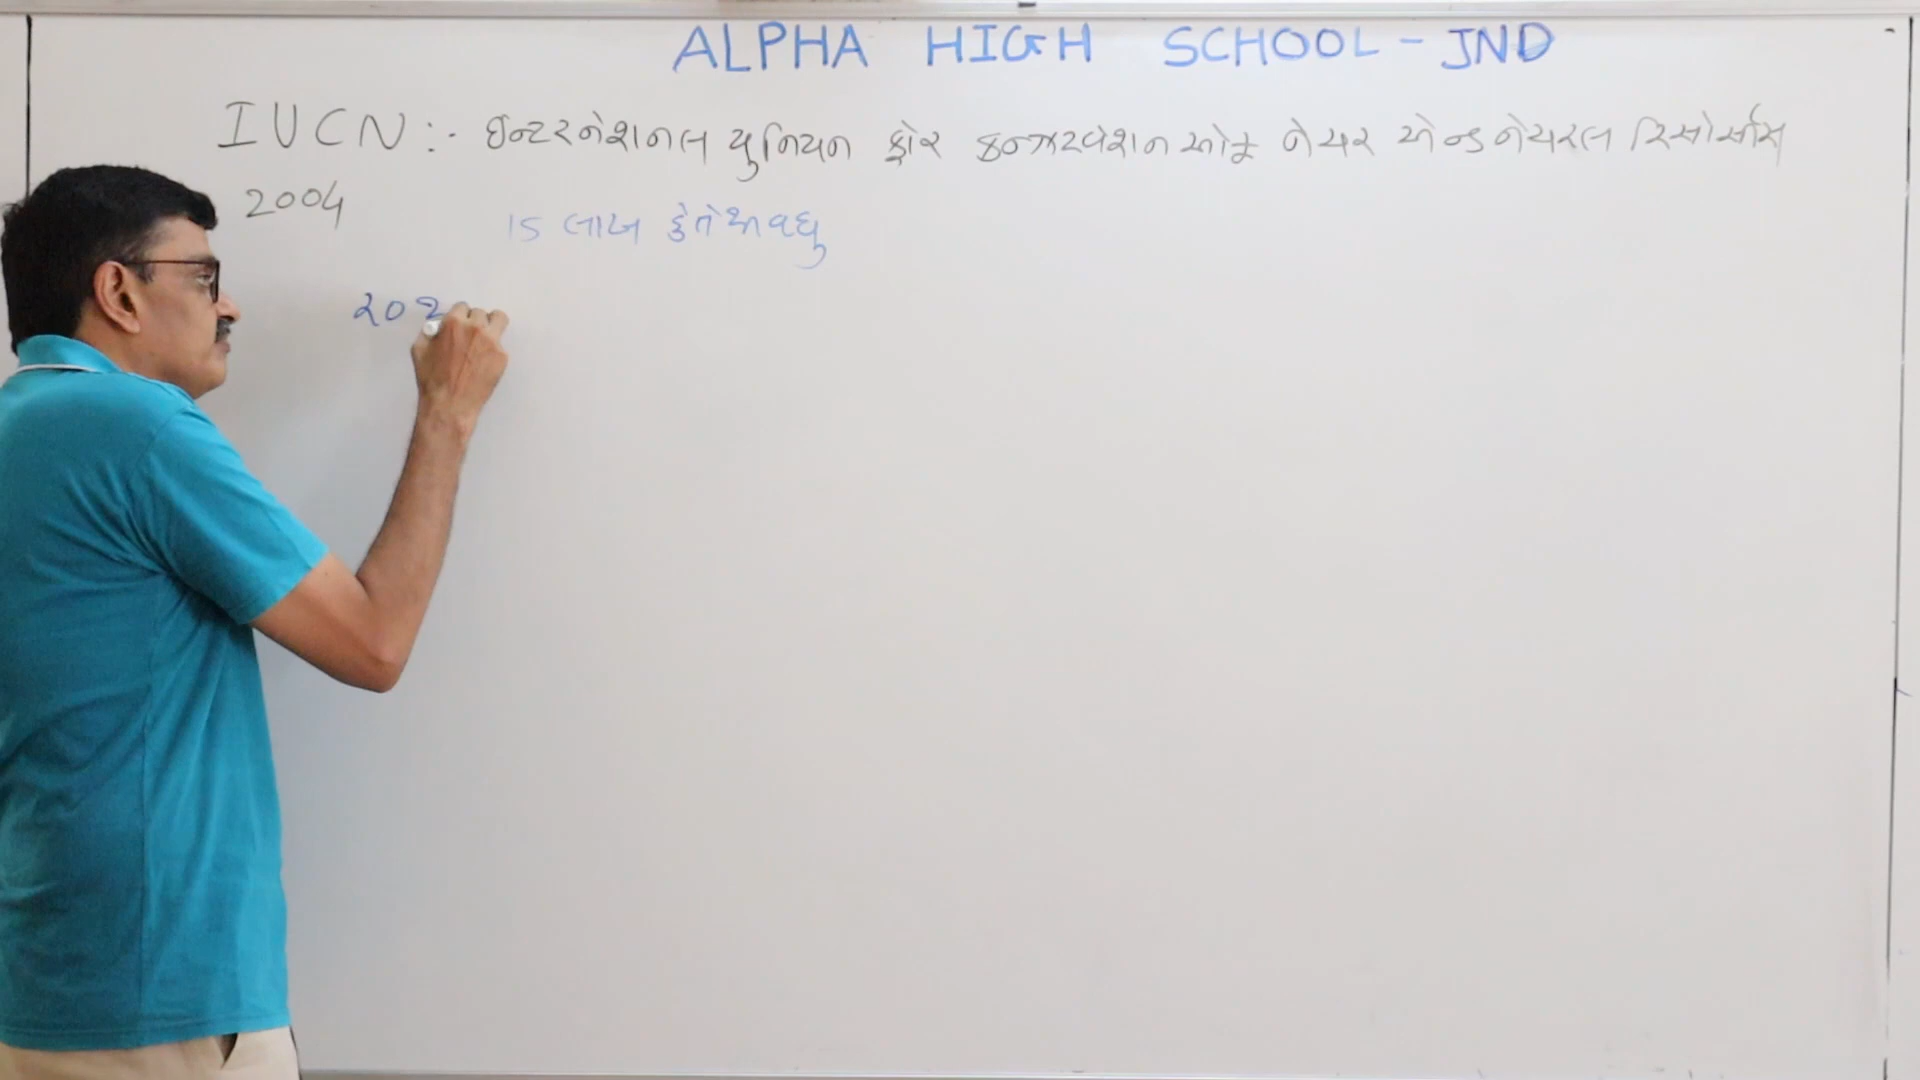 ALPHA HIGH SCHOOL - JND
IUCN :- ઇન્ટરનેશનલ યુનિયન ફોર કન્ઝરવેશન ઓફ નેચર એન્ડ નેચરલ રિસોર્સીસ
2004
15 લાખ કે તેથી વધુ
202